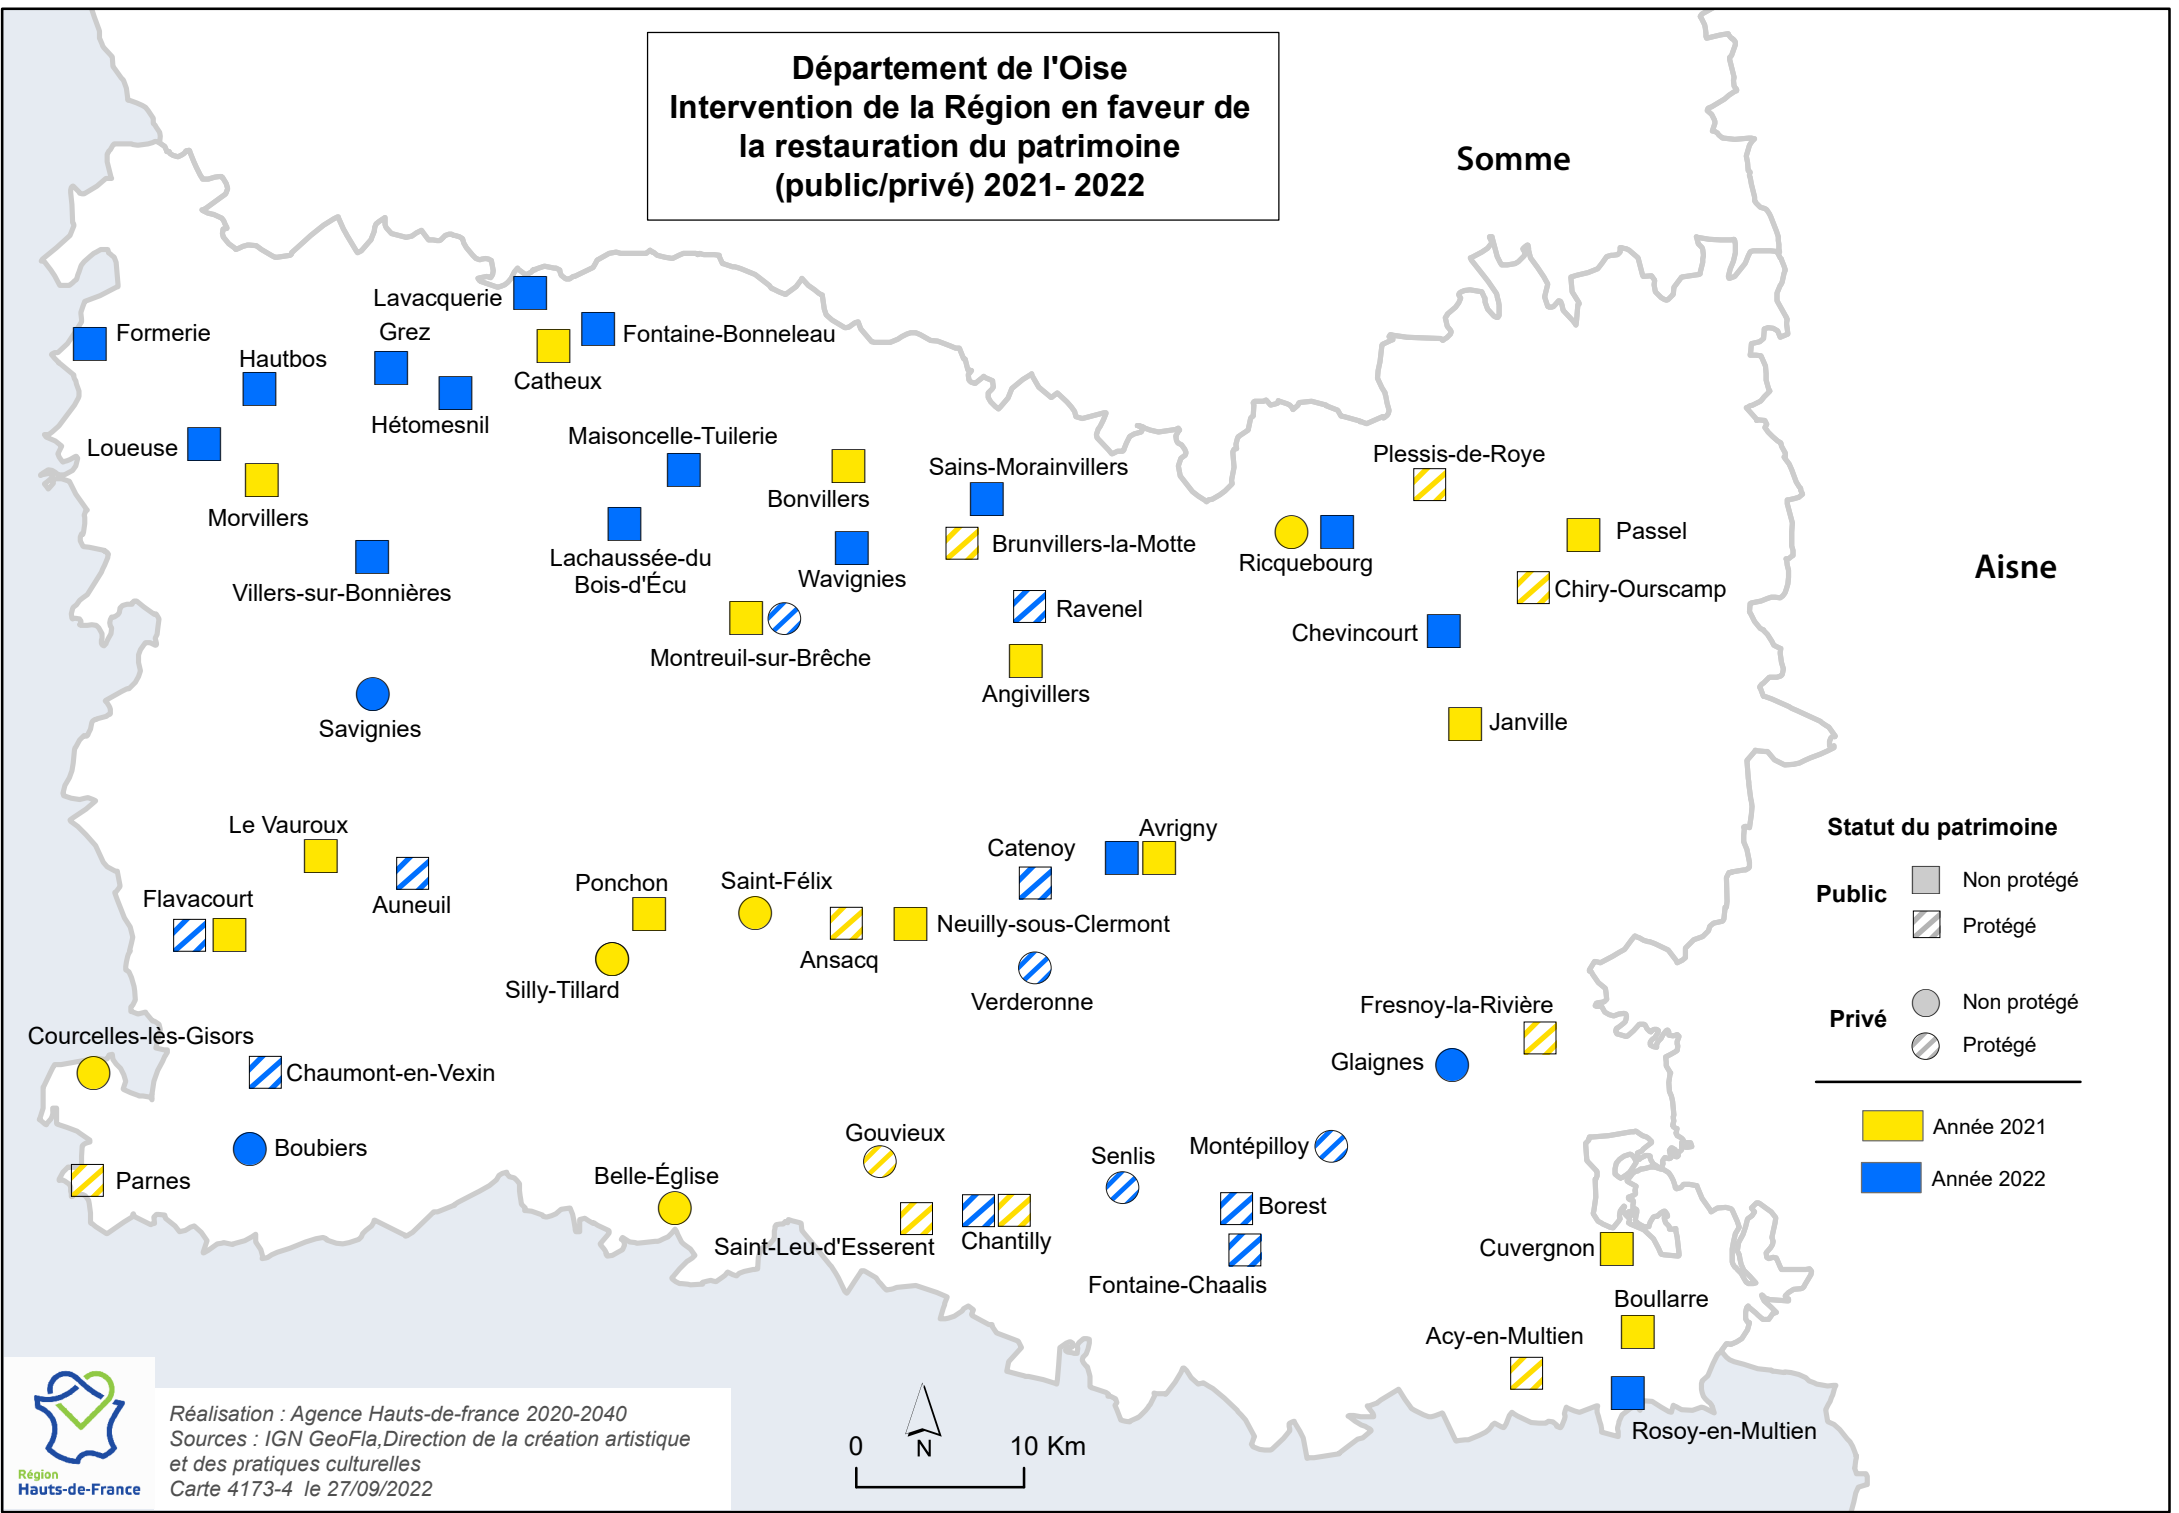 Département de l'Oise
Intervention de la Région en faveur de
la restauration du patrimoine
(public/privé) 2021- 2022
Somme
Aisne
Lavacquerie
Formerie
Grez
Fontaine-Bonneleau
Hautbos
Catheux
Hétomesnil
Loueuse
Maisoncelle-Tuilerie
Sains-Morainvillers
Plessis-de-Roye
Bonvillers
Morvillers
Passel
Brunvillers-la-Motte
Lachaussée-du
Bois-d'Écu
Ricquebourg
Wavignies
Villers-sur-Bonnières
Chiry-Ourscamp
Ravenel
Chevincourt
Montreuil-sur-Brêche
Angivillers
Janville
Savignies
Le Vauroux
Avrigny
Catenoy
Ponchon
Saint-Félix
Flavacourt
Auneuil
Neuilly-sous-Clermont
Ansacq
Silly-Tillard
Verderonne
Fresnoy-la-Rivière
Courcelles-lès-Gisors
Glaignes
Chaumont-en-Vexin
Gouvieux
Boubiers
Montépilloy
Senlis
Belle-Église
Parnes
Borest
Saint-Leu-d'Esserent
Chantilly
Cuvergnon
Fontaine-Chaalis
Boullarre
Acy-en-Multien
Rosoy-en-Multien
Statut du patrimoine
Public
Non protégé
Protégé
Privé
Non protégé
Protégé
Année 2021
Année 2022
Région
Hauts-de-France
Réalisation : Agence Hauts-de-france 2020-2040
Sources : IGN GeoFla,Direction de la création artistique
et des pratiques culturelles
Carte 4173-4 le 27/09/2022
0
N
10 Km